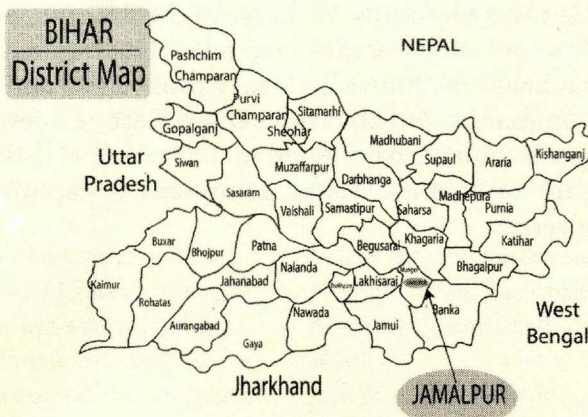 BIHAR
District Map
NEPAL
Pashchim
Champaran
Purvi
Champaran
Sitamarhi
Sheohar
Gopalganj
Madhubani
Kishanganj
Uttar
Pradesh
Siwan
Muzaffarpur
Supaul
Araria
Darbhanga
Sasaram
Madhepura
Vaishali
Samastipur
Saharsa
Purnia
Buxar
Bhojpur
Patna
Begusarai
Khagaria
Katihar
Nalanda
Bhagalpur
Kaimur
Jahanabad
Lakhisarai
Rohatas
Nawada
Banka
West
Bengal
Aurangabad
Jamui
Gaya
Jharkhand
JAMALPUR